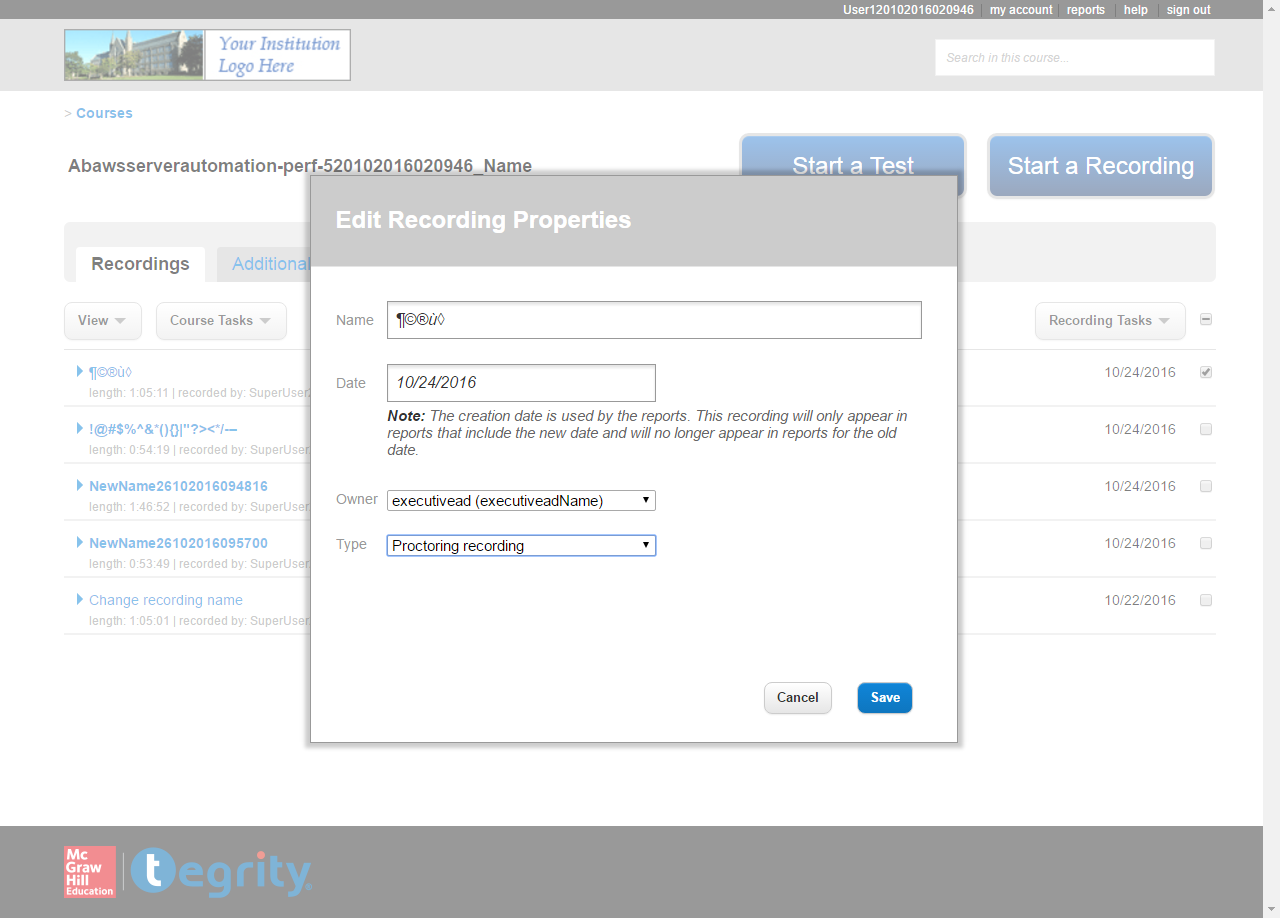 User120102016020946 | my account | reports | help | sign out
Your Institution
Logo Here
Search in this course...
> Courses
Abawsserverautomation-perf-520102016020946_Name
Start a Test
Start a Recording
Edit Recording Properties
Recordings
Additional
View
Course Tasks
Recording Tasks
Name
¶©®ù◊
Date
10/24/2016
Note: The creation date is used by the reports. This recording will only appear in
reports that include the new date and will no longer appear in reports for the old
date.
Owner
executivead (executiveadName)
Type
Proctoring recording
Cancel
Save
¶©®ù◊
10/24/2016
length: 1:05:11 | recorded by: SuperUser
!@#$%^&*(){}|"?><*/—-
10/24/2016
length: 0:54:19 | recorded by: SuperUser
NewName26102016094816
10/24/2016
length: 1:46:52 | recorded by: SuperUser
NewName26102016095700
10/24/2016
length: 0:53:49 | recorded by: SuperUser
Change recording name
10/22/2016
length: 1:05:01 | recorded by: SuperUser
Mc
Graw
Hill
Education
tegrity